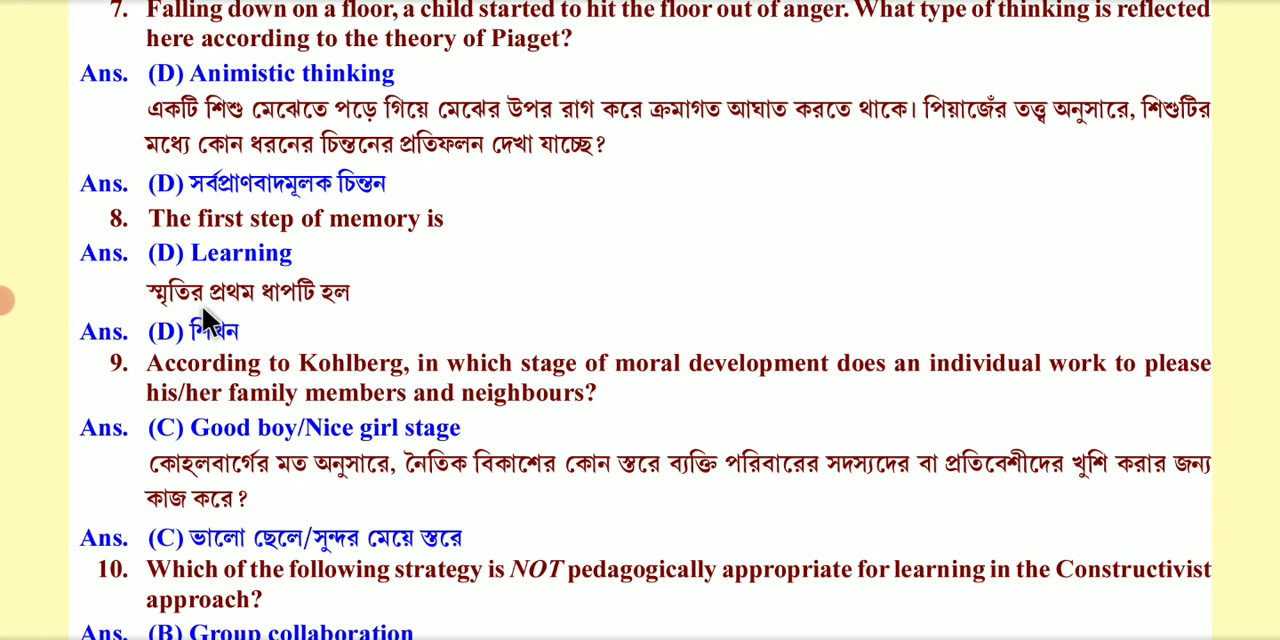 7. Falling down on a floor, a child started to hit the floor out of anger. What type of thinking is reflected
here according to the theory of Piaget?
Ans. (D) Animistic thinking
একটি শিশু মেঝেতে পড়ে গিয়ে মেঝের উপর রাগ করে ক্রমাগত আঘাত করতে থাকে। পিয়াজেঁর তত্ত্ব অনুসারে, শিশুটির
মধ্যে কোন ধরনের চিন্তনের প্রতিফলন দেখা যাচ্ছে?
Ans. (D) সর্বপ্রাণবাদমূলক চিন্তন
8. The first step of memory is
Ans. (D) Learning
স্মৃতির প্রথম ধাপটি হল
Ans. (D)
9. According to Kohlberg, in which stage of moral development does an individual work to please
his/her family members and neighbours?
Ans. (C) Good boy/Nice girl stage
কোহলবার্গের মত অনুসারে, নৈতিক বিকাশের কোন স্তরে ব্যক্তি পরিবারের সদস্যদের বা প্রতিবেশীদের খুশি করার জন্য
কাজ করে?
Ans. (C) ভালো ছেলে/সুন্দর মেয়ে স্তরে
10. Which of the following strategy is NOT pedagogically appropriate for learning in the Constructivist
approach?
Ans. (B) Group collaboration